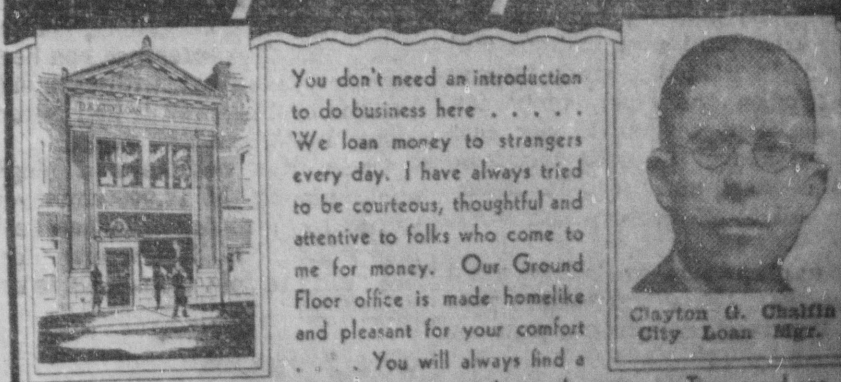 You don't need an introduction
to do business here . . . . .
We loan money to strangers
every day. I have always tried
to be courteous, thoughtful and
attentive to folks who come to
me for money. Our Ground
Floor office is made homelike
and pleasant for your comfort
. . . . You will always find a
Clayton G. Chalfin
City Loan Mgr.